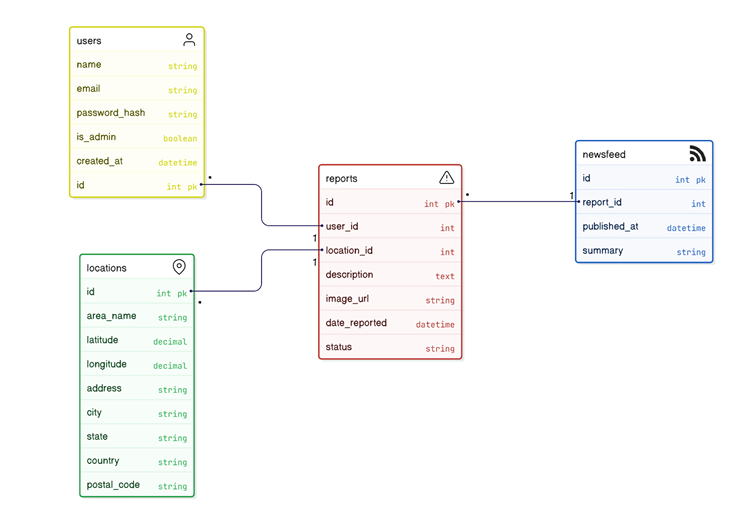 users
name string
email string
password_hash string
is_admin boolean
created_at datetime
id int pk
*
locations
id int pk
*
area_name string
latitude decimal
longitude decimal
address string
city string
state string
country string
postal_code string
reports
id int pk
*
user_id int
1
location_id int
1
description text
image_url string
date_reported datetime
status string
newsfeed
id int pk
1
report_id int
published_at datetime
summary string